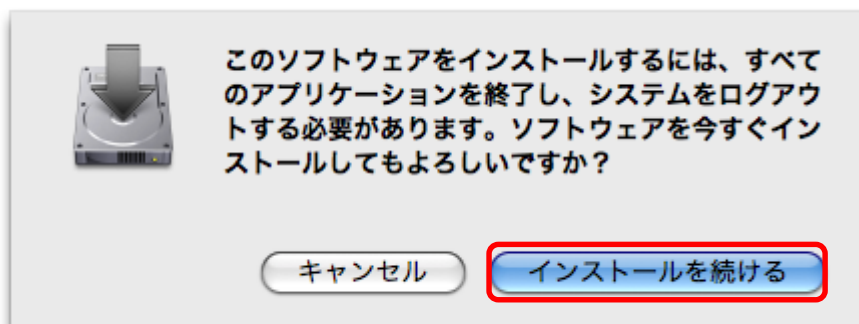 このソフトウェアをインストールするには、すべて
のアプリケーションを終了し、システムをログアウ
トする必要があります。ソフトウェアを今すぐイン
ストールしてもよろしいですか？
キャンセル
インストールを続ける